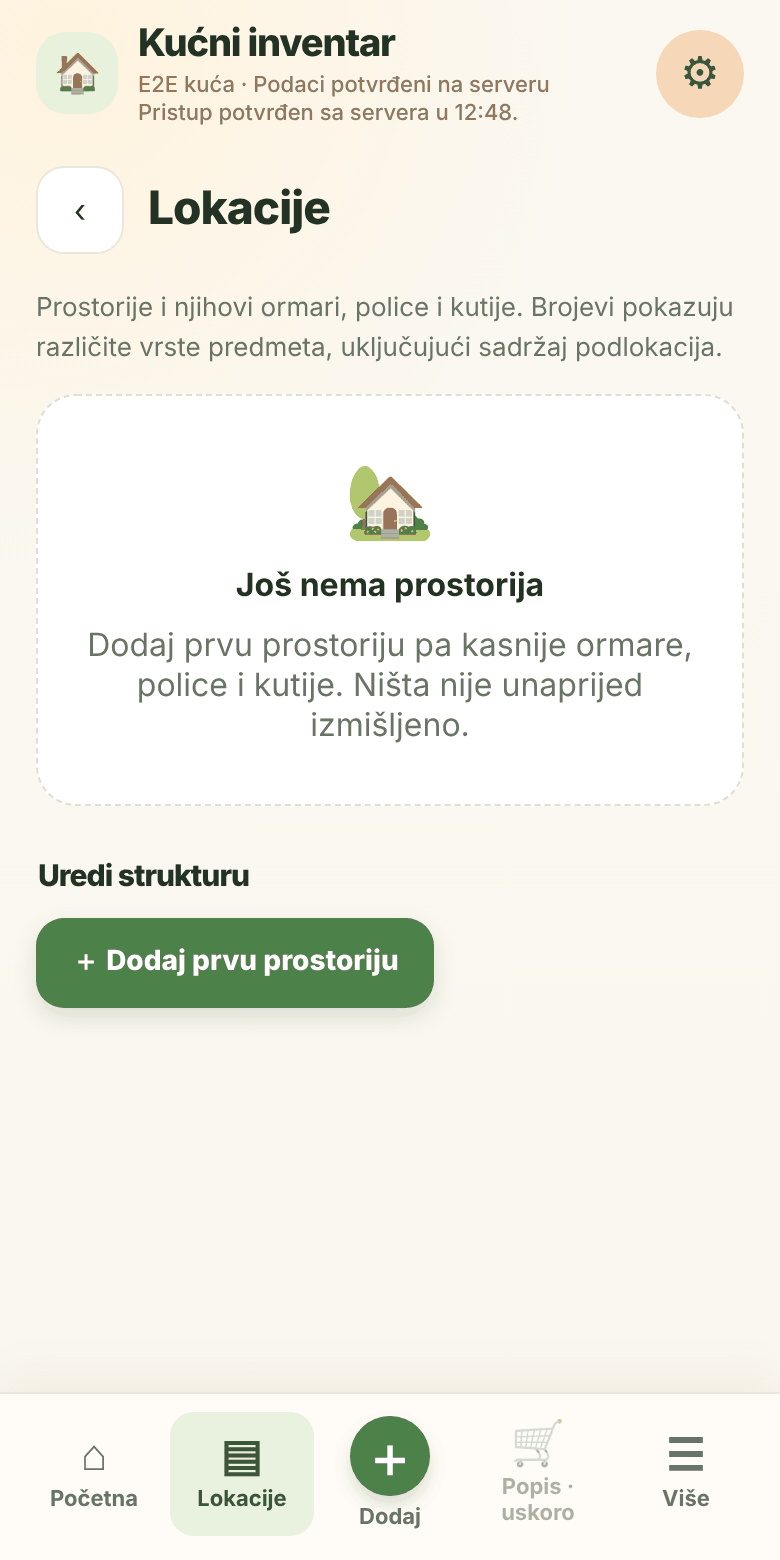 Kućni inventar
E2E kuća · Podaci potvrđeni na serveru
Pristup potvrđen sa servera u 12:48.
‹ Lokacije
Prostorije i njihovi ormari, police i kutije. Brojevi pokazuju
različite vrste predmeta, uključujući sadržaj podlokacija.
Još nema prostorija
Dodaj prvu prostoriju pa kasnije ormare,
police i kutije. Ništa nije unaprijed
izmišljeno.
Uredi strukturu
+ Dodaj prvu prostoriju
Početna
Lokacije
Dodaj
Popis ·
uskoro
Više